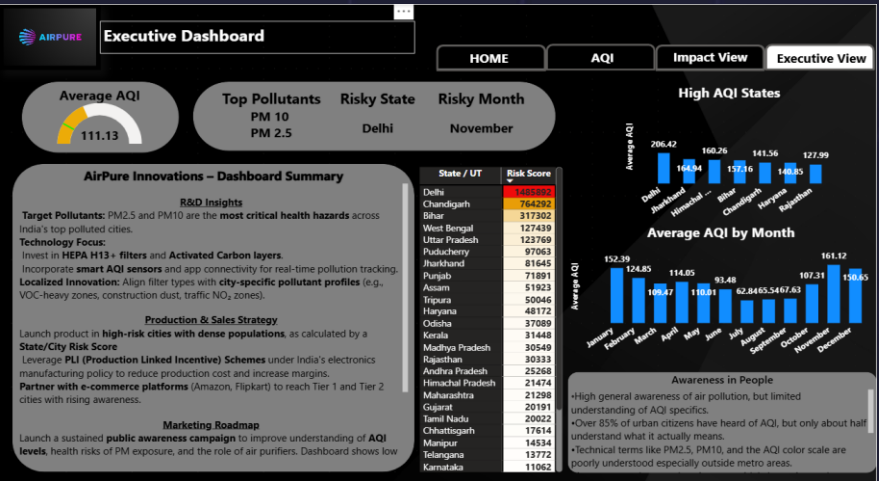 AIRPURE
Executive Dashboard
HOME
AQI
Impact View
Executive View
Average AQI
111.13
Top Pollutants
PM 10
PM 2.5
Risky State
Delhi
Risky Month
November
High AQI States
Average AQI
206.42
164.94
160.26
157.16
141.56
140.85
127.99
Delhi
Jharkhand
Himachal ...
Bihar
Chandigarh
Haryana
Rajasthan
AirPure Innovations – Dashboard Summary
R&D Insights
Target Pollutants: PM2.5 and PM10 are the most critical health hazards across
India's top polluted cities.
Technology Focus:
Invest in HEPA H13+ filters and Activated Carbon layers.
Incorporate smart AQI sensors and app connectivity for real-time pollution tracking.
Localized Innovation: Align filter types with city-specific pollutant profiles (e.g.,
VOC-heavy zones, construction dust, traffic NO₂ zones).
Production & Sales Strategy
Launch product in high-risk cities with dense populations, as calculated by a
State/City Risk Score
Leverage PLI (Production Linked Incentive) Schemes under India's electronics
manufacturing policy to reduce production cost and increase margins.
Partner with e-commerce platforms (Amazon, Flipkart) to reach Tier 1 and Tier 2
cities with rising awareness.
Marketing Roadmap
Launch a sustained public awareness campaign to improve understanding of AQI
levels, health risks of PM exposure, and the role of air purifiers. Dashboard shows low
State / UT Risk Score
Delhi 1485892
Chandigarh 764292
Bihar 317302
West Bengal 127439
Uttar Pradesh 123769
Puducherry 97063
Jharkhand 81645
Punjab 71891
Assam 51923
Tripura 50046
Haryana 48172
Odisha 37089
Kerala 31448
Madhya Pradesh 30549
Rajasthan 30333
Andhra Pradesh 25268
Himachal Pradesh 21474
Maharashtra 21298
Gujarat 20191
Tamil Nadu 20022
Chhattisgarh 17614
Manipur 14534
Telangana 13772
Karnataka 11062
Average AQI by Month
Average AQI
152.39
124.85
109.47
114.05
110.01
93.48
62.84
65.54
67.63
107.31
161.12
150.65
January
February
March
April
May
June
July
August
September
October
November
December
Awareness in People
•High general awareness of air pollution, but limited
understanding of AQI specifics.
•Over 85% of urban citizens have heard of AQI, but only about half
understand what it actually means.
•Technical terms like PM2.5, PM10, and the AQI color scale are
poorly understood especially outside metro areas.